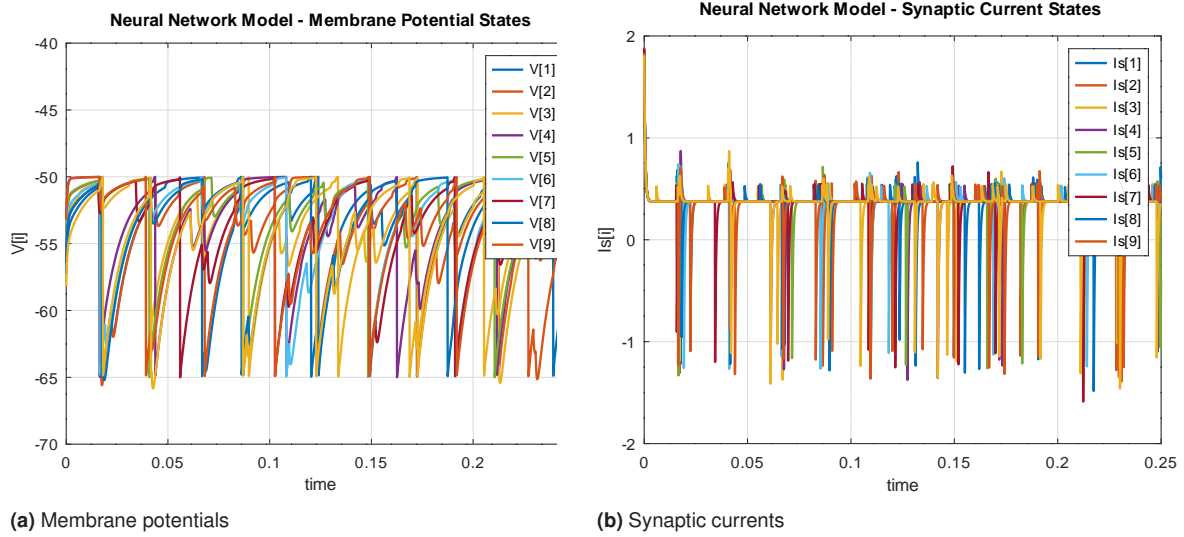 Neural Network Model - Membrane Potential States
-40
-45
-50
-55
-60
-65
-70
V[i]
0
0.05
0.1
0.15
0.2
time
V[1]
V[2]
V[3]
V[4]
V[5]
V[6]
V[7]
V[8]
V[9]
(a) Membrane potentials
Neural Network Model - Synaptic Current States
2
1
0
-1
-2
Is[i]
0
0.05
0.1
0.15
0.2
0.25
time
Is[1]
Is[2]
Is[3]
Is[4]
Is[5]
Is[6]
Is[7]
Is[8]
Is[9]
(b) Synaptic currents